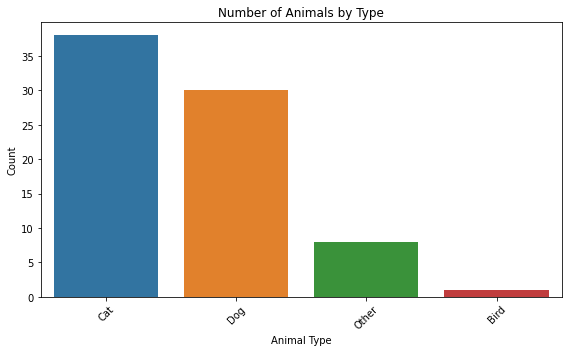 Number of Animals by Type
Count
35
30
25
20
15
10
5
0
Cat
Dog
Other
Bird
Animal Type